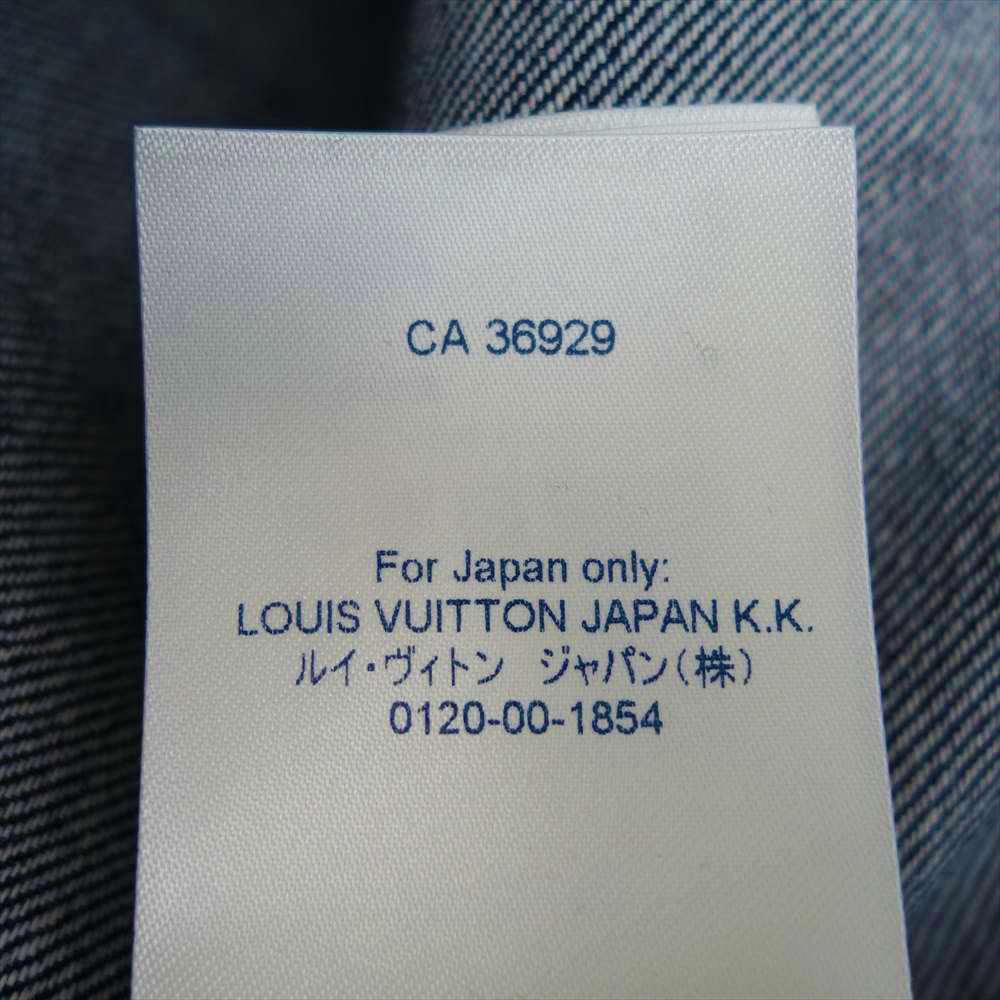 CA 36929
For Japan only:
LOUIS VUITTON JAPAN K.K.
ルイ・ヴィトン　ジャパン(株)
0120-00-1854